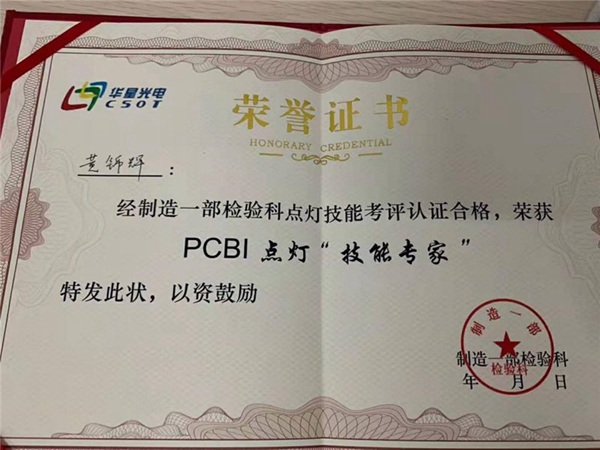 华星光电
CSOT
荣誉证书
HONORARY CREDENTIAL
黄锦辉：
经制造一部检验科点灯技能考评认证合格，荣获
PCBI 点灯“技能专家”
特发此状，以资鼓励
制造一部
检验科
制造一部检验科
年 月 日